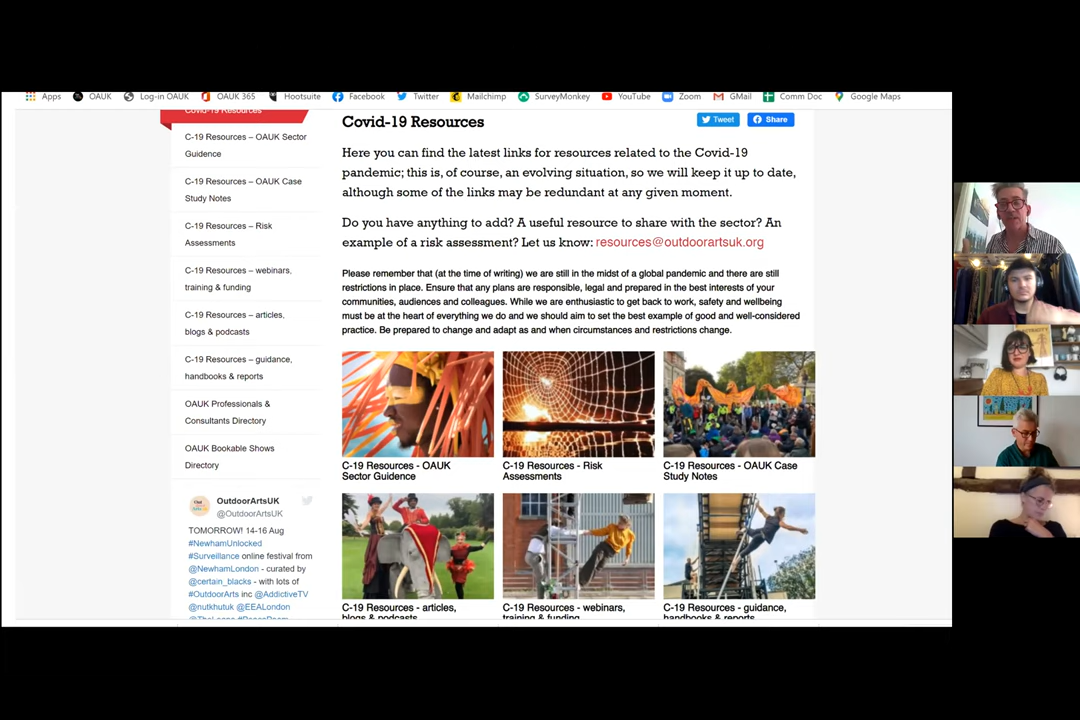 Apps OAUK Log-in OAUK OAUK 365 Hootsuite Facebook Twitter Mailchimp SurveyMonkey YouTube Zoom GMail Comm Doc Google Maps
Covid-19 Resources
C-19 Resources – OAUK Sector
Guidence
C-19 Resources – OAUK Case
Study Notes
C-19 Resources – Risk
Assessments
C-19 Resources – webinars,
training & funding
C-19 Resources – articles,
blogs & podcasts
C-19 Resources – guidance,
handbooks & reports
OAUK Professionals &
Consultants Directory
OAUK Bookable Shows
Directory
OutdoorArtsUK
@OutdoorArtsUK
TOMORROW! 14-16 Aug
#NewhamUnlocked
#Surveillance online festival from
@NewhamLondon - curated by
@certain_blacks - with lots of
#OutdoorArts inc @AddictiveTV
@nutkhutuk @EEALondon
Covid-19 Resources
Tweet
Share
Here you can find the latest links for resources related to the Covid-19
pandemic; this is, of course, an evolving situation, so we will keep it up to date,
although some of the links may be redundant at any given moment.
Do you have anything to add? A useful resource to share with the sector? An
example of a risk assessment? Let us know: resources@outdoorartsuk.org
Please remember that (at the time of writing) we are still in the midst of a global pandemic and there are still
restrictions in place. Ensure that any plans are responsible, legal and prepared in the best interests of your
communities, audiences and colleagues. While we are enthusiastic to get back to work, safety and wellbeing
must be at the heart of everything we do and we should aim to set the best example of good and well-considered
practice. Be prepared to change and adapt as and when circumstances and restrictions change.
C-19 Resources - OAUK
Sector Guidence
C-19 Resources - Risk
Assessments
C-19 Resources - OAUK Case
Study Notes
C-19 Resources - articles,
blogs & podcasts
C-19 Resources - webinars,
training & funding
C-19 Resources - guidance,
handbooks & reports